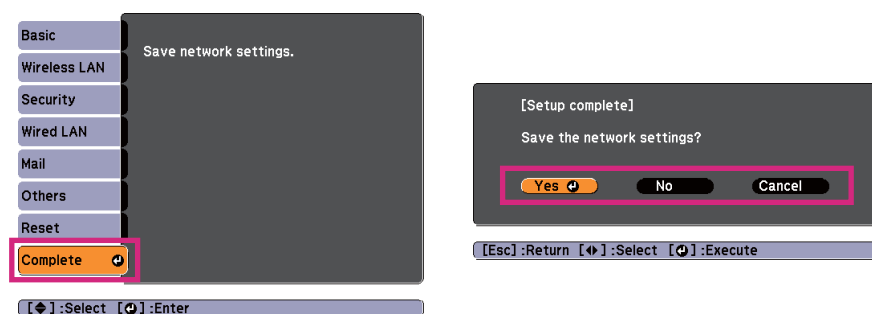 Basic
Wireless LAN
Security
Wired LAN
Mail
Others
Reset
Complete
Save network settings.
[◆] :Select [↵] :Enter
[Setup complete]
Save the network settings?
Yes No Cancel
[Esc] :Return [◀▶] :Select [↵] :Execute